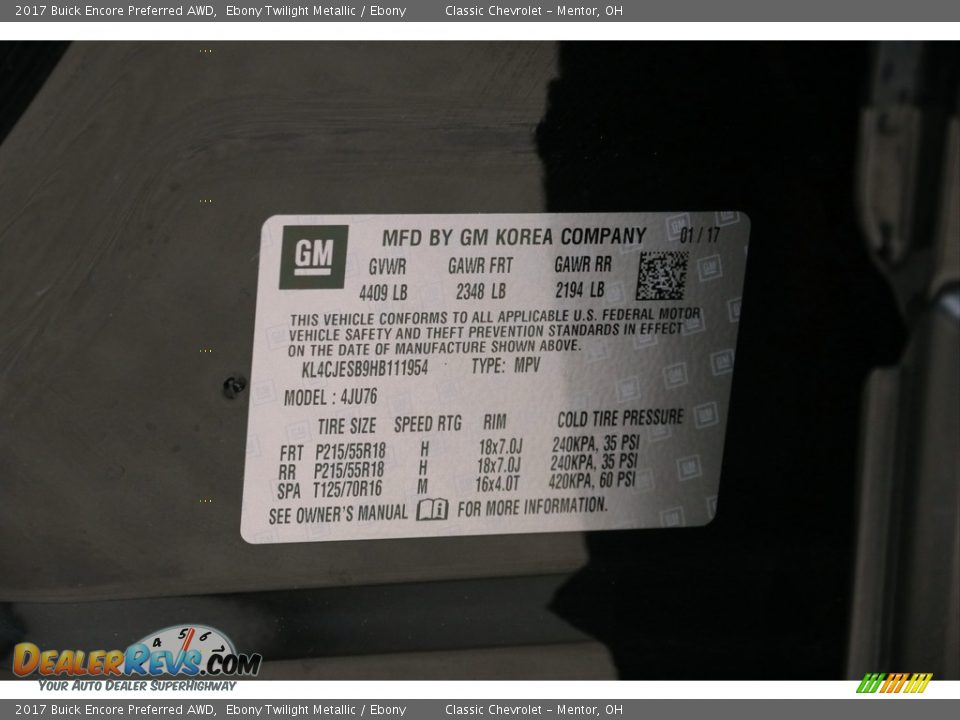 2017 Buick Encore Preferred AWD, Ebony Twilight Metallic / Ebony Classic Chevrolet – Mentor, OH
GM MFD BY GM KOREA COMPANY 01/17
GVWR GAWR FRT GAWR RR
4409 LB 2348 LB 2194 LB
THIS VEHICLE CONFORMS TO ALL APPLICABLE U.S. FEDERAL MOTOR
VEHICLE SAFETY AND THEFT PREVENTION STANDARDS IN EFFECT
ON THE DATE OF MANUFACTURE SHOWN ABOVE.
KL4CJESB9HB111954 TYPE: MPV
MODEL : 4JU76
TIRE SIZE SPEED RTG RIM COLD TIRE PRESSURE
FRT P215/55R18 H 18x7.0J 240KPA, 35 PSI
RR P215/55R18 H 18x7.0J 240KPA, 35 PSI
SPA T125/70R16 M 16x4.0T 420KPA, 60 PSI
SEE OWNER'S MANUAL FOR MORE INFORMATION.
4 5 6 7
DEALERREVS.COM
YOUR AUTO DEALER SUPERHIGHWAY
2017 Buick Encore Preferred AWD, Ebony Twilight Metallic / Ebony Classic Chevrolet – Mentor, OH